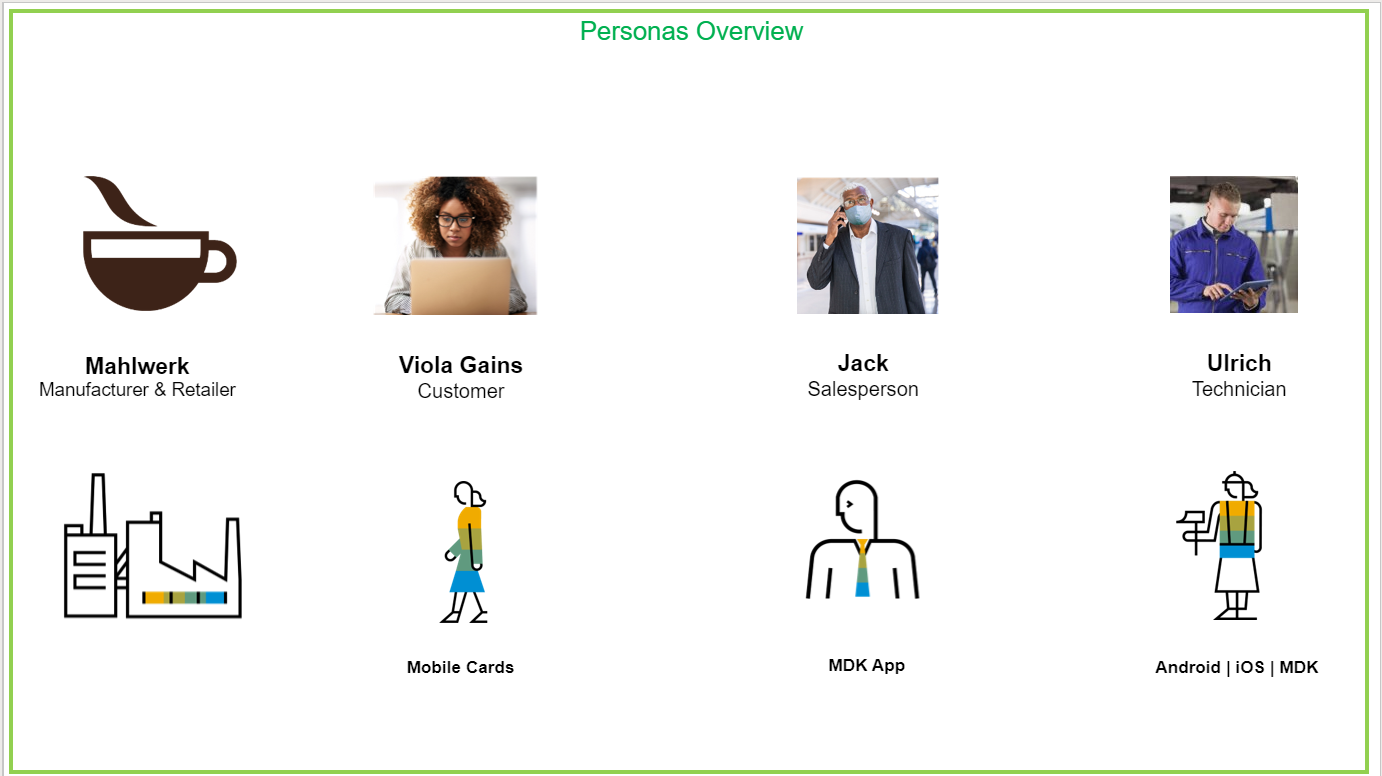 Personas Overview
Mahlwerk
Manufacturer & Retailer
Viola Gains
Customer
Jack
Salesperson
Ulrich
Technician
Mobile Cards
MDK App
Android | iOS | MDK